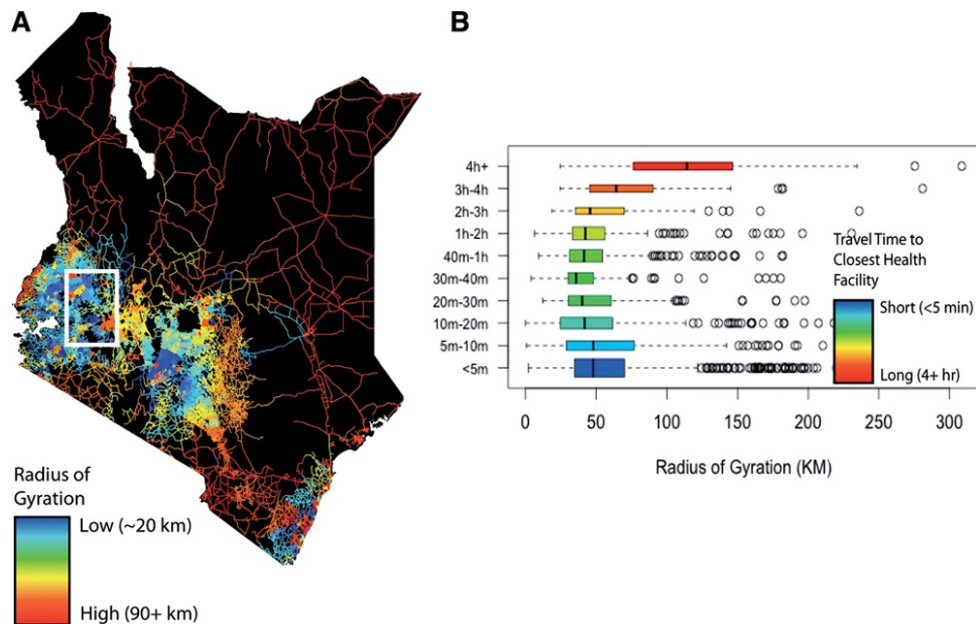 A
Radius of
Gyration
Low (~20 km)
High (90+ km)
B
4h+
3h-4h
2h-3h
1h-2h
40m-1h
30m-40m
20m-30m
10m-20m
5m-10m
<5m
0 50 100 150 200 250 300
Radius of Gyration (KM)
Travel Time to
Closest Health
Facility
Short (<5 min)
Long (4+ hr)